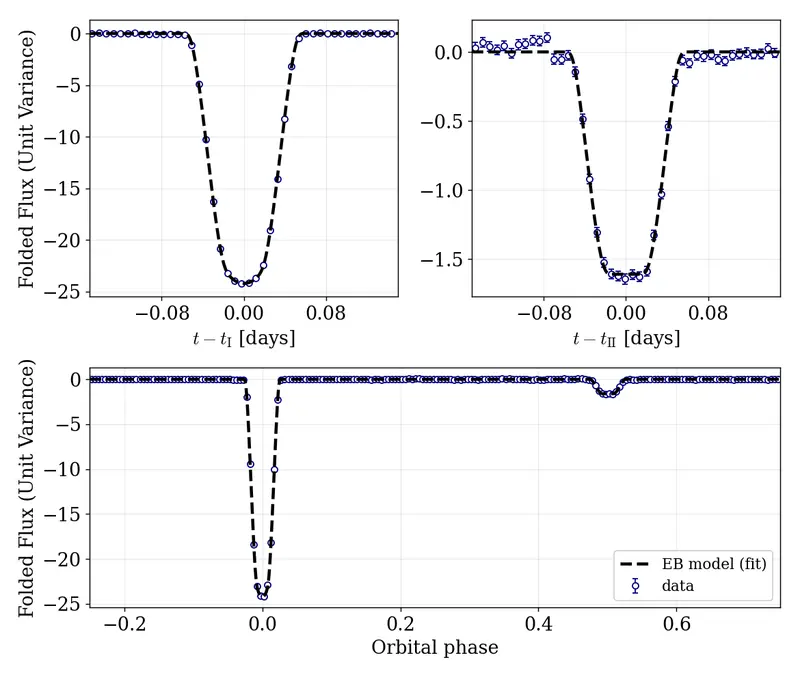 Folded Flux (Unit Variance)
0
−5
−10
−15
−20
−25
−0.08 0.00 0.08
t − tI [days]
0.0
−0.5
−1.0
−1.5
−0.08 0.00 0.08
t − tII [days]
Folded Flux (Unit Variance)
0
−5
−10
−15
−20
−25
EB model (fit)
data
−0.2 0.0 0.2 0.4 0.6
Orbital phase